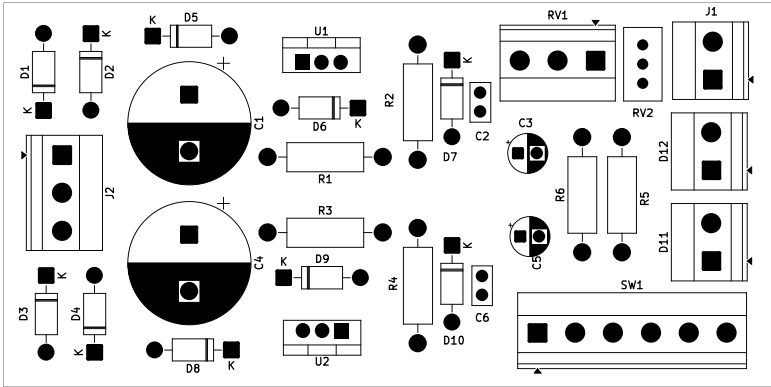 D5
K
U1
RV1
J1
K
K
D1
D2
K
R2
K
D6
K
C1
D7
C2
C3
RV2
D12
R1
J2
R6
R5
R3
D11
C4
K
K
K
D9
K
R4
C5
SW1
D3
D4
K
D10
C6
U2
D8
K